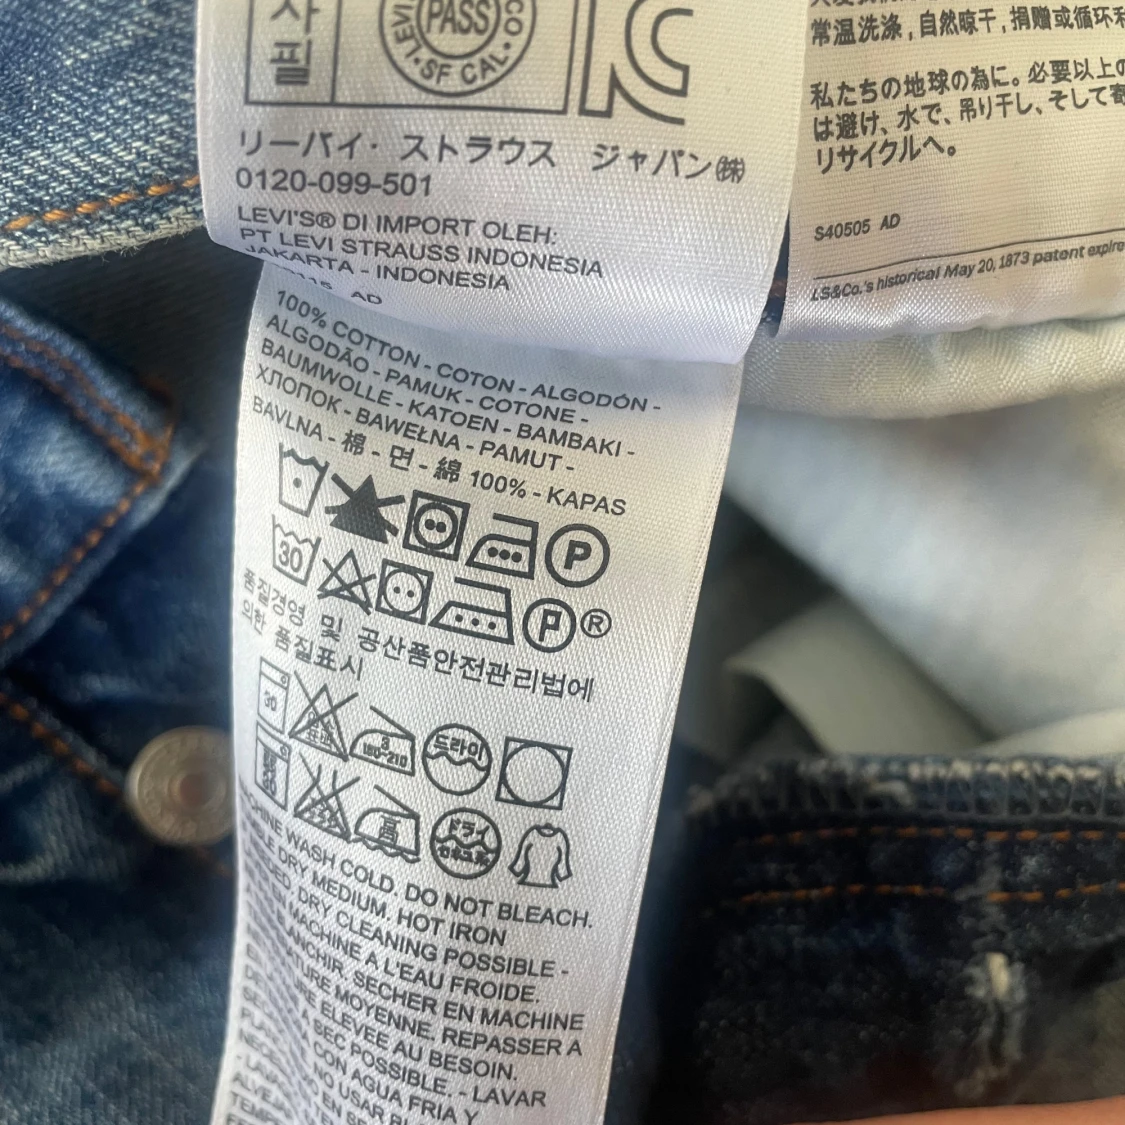 사
필
LEVI
PASS
CO
SF CAL
リーバイ・ ストラウス ジャパン㈱
0120-099-501
LEVI'S® DI IMPORT OLEH:
PT LEVI STRAUSS INDONESIA
JAKARTA - INDONESIA
AD
100% COTTON - COTON - ALGODÓN -
ALGODÃO - PAMUK - COTONE -
BAUMWOLLE - KATOEN - BAMBAKI -
ХЛОПОК - BAWEŁNA - PAMUT -
BAVLNA - 棉 - 면 - 綿 100% - KAPAS
P
30
P ®
품질경영 및 공산품안전관리법에
의한 품질표시
30
180-210
드라이
ドライ
MACHINE WASH COLD. DO NOT BLEACH.
DRY MEDIUM. HOT IRON
DRY CLEANING POSSIBLE -
MACHINE A L'EAU FROIDE.
SECHER EN MACHINE
MOYENNE. REPASSER A
ELEVEE AU BESOIN.
A SEC POSSIBLE. - LAVAR
CON AGUA FRIA Y
NO USAR
常温洗涤,自然晾干,捐赠或循环
私たちの地球の為に。必要以上の
は避け、水で、吊り干し、そして寄
リサイクルへ。
S40505 AD
LS&Co.'s historical May 20, 1873 patent expire